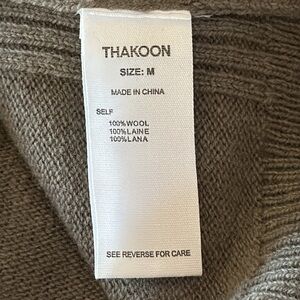 THAKOON
SIZE: M
MADE IN CHINA
SELF
100%WOOL
100%LAINE
100%LANA
SEE REVERSE FOR CARE